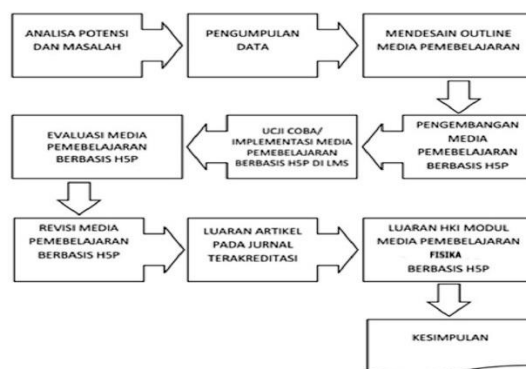 ANALISA POTENSI
DAN MASALAH
PENGUMPULAN
DATA
MENDESAIN OUTLINE
MEDIA PEMEBELAJARAN
PENGEMBANGAN
MEDIA
PEMEBELAJARAN
BERBASIS H5P
UCJI COBA/
IMPLEMENTASI MEDIA
PEMEBELAJARAN
BERBASIS H5P DI LMS
EVALUASI MEDIA
PEMEBELAJARAN
BERBASIS H5P
REVISI MEDIA
PEMEBELAJARAN
BERBASIS H5P
LUARAN ARTIKEL
PADA JURNAL
TERAKREDITASI
LUARAN HKI MODUL
MEDIA PEMEBELAJARAN
FISIKA
BERBASIS H5P
KESIMPULAN